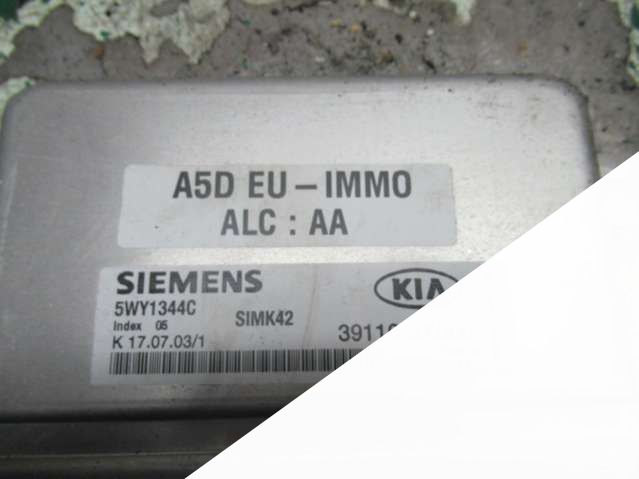 A5D EU – IMMO
ALC : AA
SIEMENS
KIA
5WY1344C
Index 05
SIMK42
K 17.07.03/1